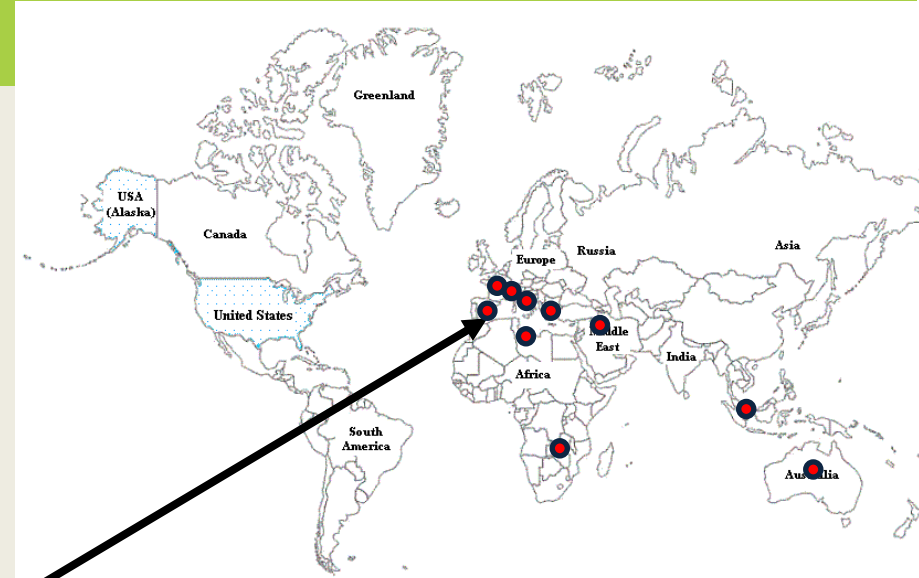 Greenland
USA
(Alaska)
Canada
Russia
Asia
Europe
United States
Middle
East
India
Africa
South
America
Australia